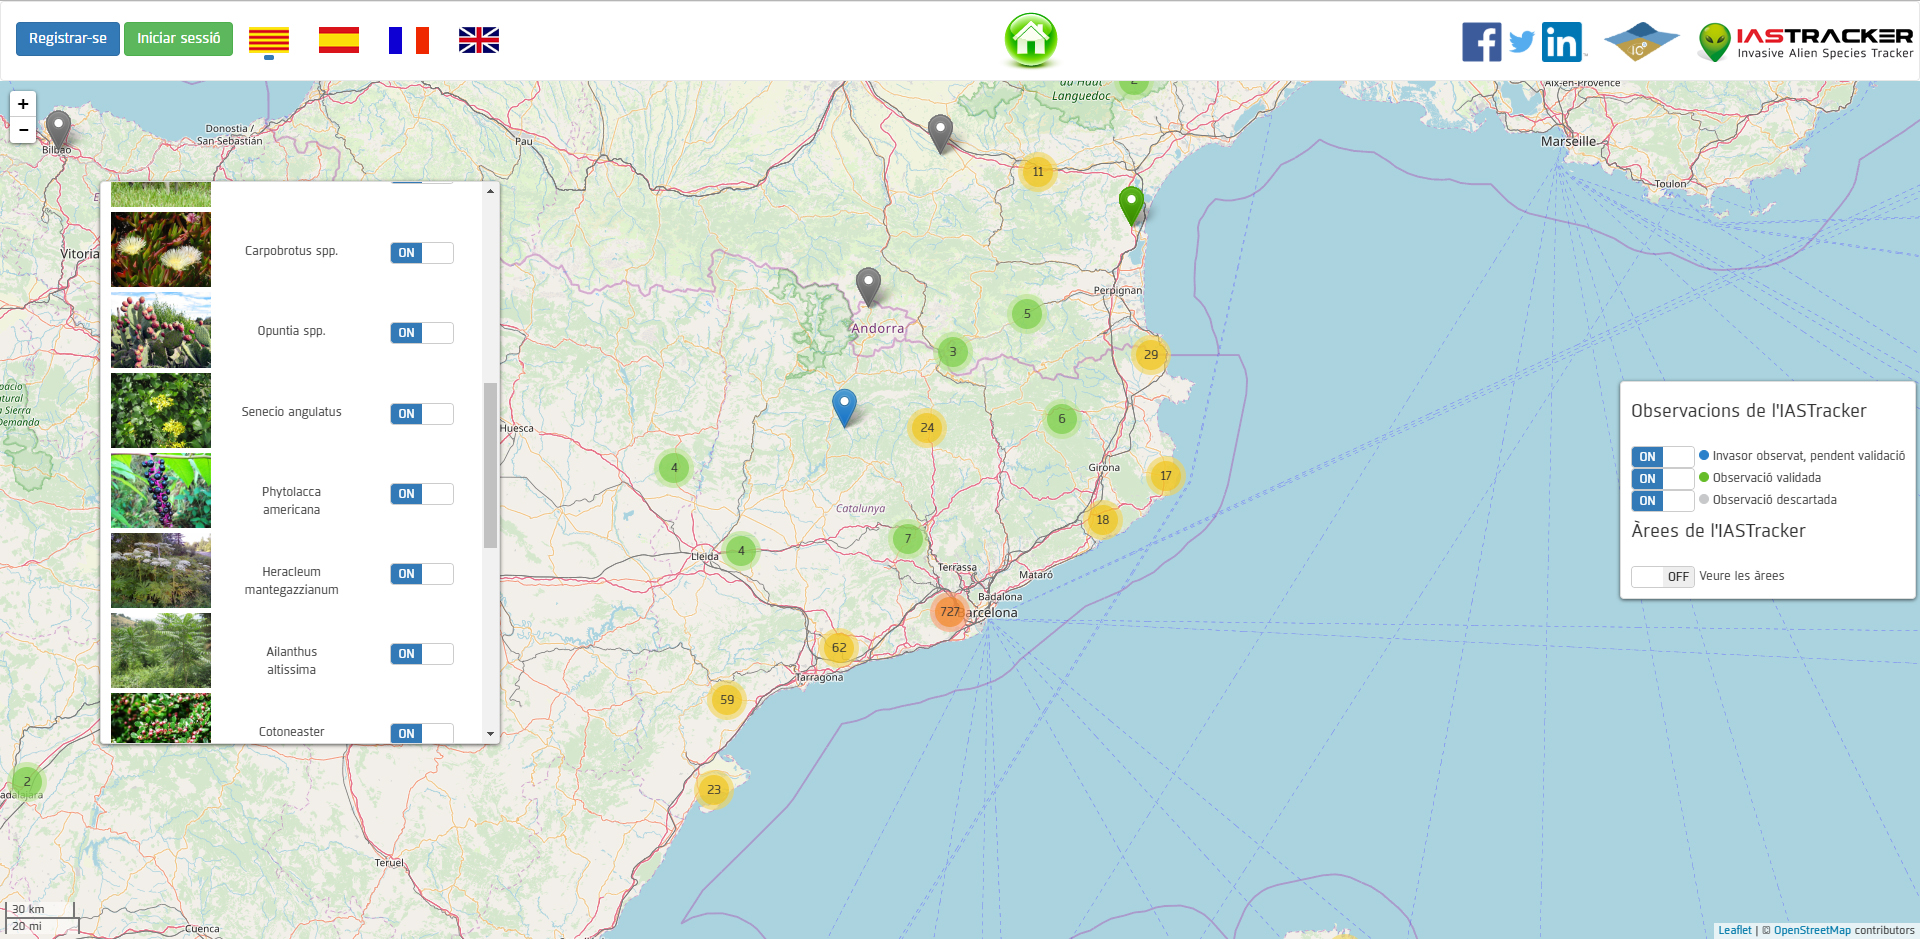 Registrar-se
Iniciar sessió
IC
IASTRACKER
Invasive Alien Species Tracker
+
-
Donostia /
San-Sebastián
Bilbao
Pau
du Haut
Languedoc
2
Aix-en-Provence
Marseille
Toulon
11
Vitoria
Carpobrotus spp.
ON
Opuntia spp.
ON
Senecio angulatus
ON
Phytolacca
americana
ON
Heracleum
mantegazzianum
ON
Ailanthus
altissima
ON
Cotoneaster
ON
Perpignan
5
Andorra
3
29
24
6
Huesca
4
Girona
17
Catalunya
18
7
Lleida
4
Terrassa
Mataró
Badalona
727
Barcelona
62
Tarragona
59
23
2
Teruel
Cuenca
Observacions de l'IASTracker
ON Invasor observat, pendent validació
ON Observació validada
ON Observació descartada
Àrees de l'IASTracker
OFF Veure les àrees
30 km
20 mi
Leaflet | © OpenStreetMap contributors